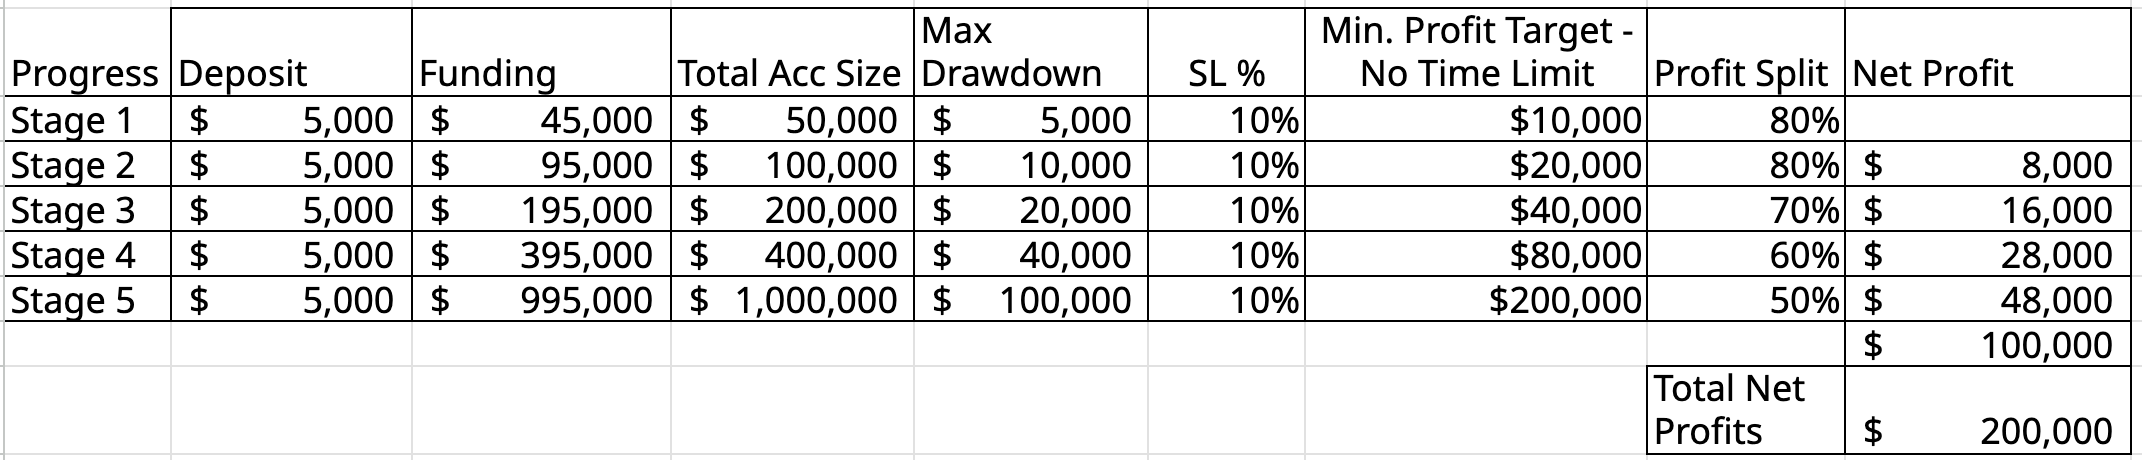 Progress Deposit Funding Total Acc Size Max Drawdown SL % Min. Profit Target - No Time Limit Profit Split Net Profit
Stage 1 $ 5,000 $ 45,000 $ 50,000 $ 5,000 10% $10,000 80%
Stage 2 $ 5,000 $ 95,000 $ 100,000 $ 10,000 10% $20,000 80% $ 8,000
Stage 3 $ 5,000 $ 195,000 $ 200,000 $ 20,000 10% $40,000 70% $ 16,000
Stage 4 $ 5,000 $ 395,000 $ 400,000 $ 40,000 10% $80,000 60% $ 28,000
Stage 5 $ 5,000 $ 995,000 $ 1,000,000 $ 100,000 10% $200,000 50% $ 48,000
$ 100,000
Total Net Profits $ 200,000